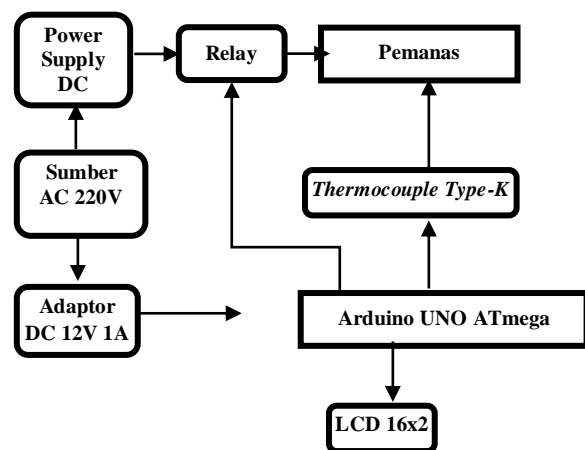 Power
Supply
DC
Relay
Pemanas
Sumber
AC 220V
Thermocouple Type-K
Adaptor
DC 12V 1A
Arduino UNO ATmega
LCD 16x2